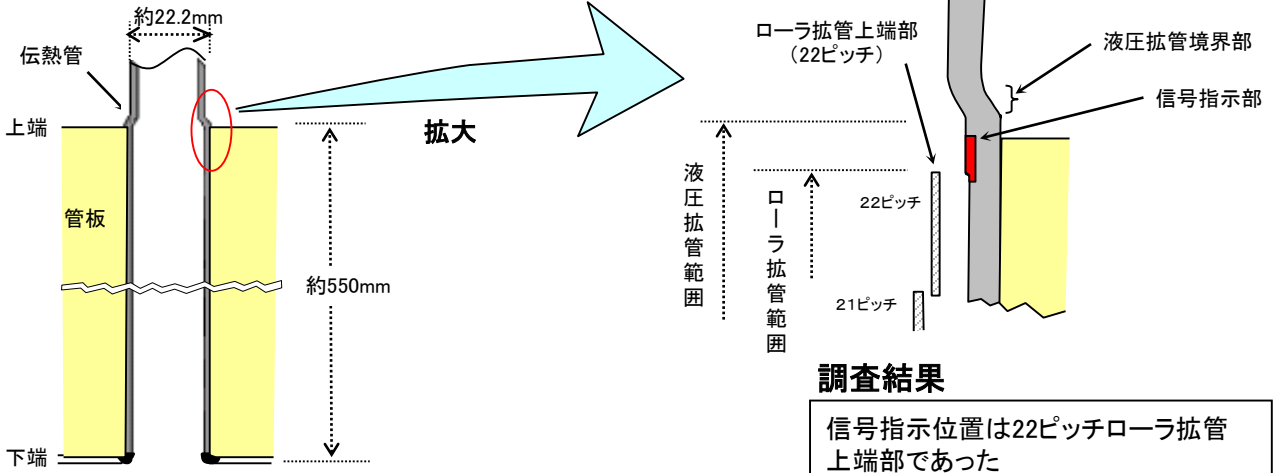 約22.2mm
伝熱管
上端
管板
約550mm
下端
拡大
ローラ拡管上端部
（22ピッチ）
液圧拡管境界部
信号指示部
液圧拡管範囲
ローラ拡管範囲
22ピッチ
21ピッチ
調査結果
信号指示位置は22ピッチローラ拡管
上端部であった